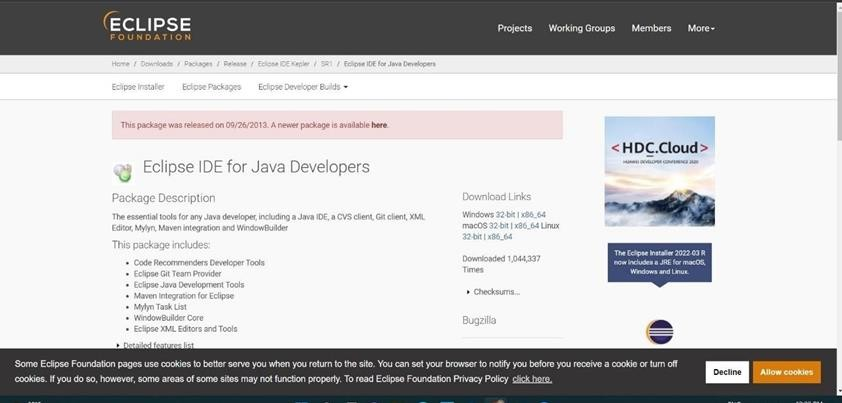 ECLIPSE
FOUNDATION
Projects Working Groups Members More
Home / Downloads / Packages / Release / Eclipse IDE Kepler / SR1 / Eclipse IDE for Java Developers
Eclipse Installer Eclipse Packages Eclipse Developer Builds
This package was released on 09/26/2013. A newer package is available here.
<HDC.Cloud>
HUAWEI DEVELOPER CONFERENCE 2020
Eclipse IDE for Java Developers
Package Description
The essential tools for any Java developer, including a Java IDE, a CVS client, Git client, XML
Editor, Mylyn, Maven integration and WindowBuilder
This package includes:
Code Recommenders Developer Tools
Eclipse Git Team Provider
Eclipse Java Development Tools
Maven Integration for Eclipse
Mylyn Task List
WindowBuilder Core
Eclipse XML Editors and Tools
Detailed features list
Download Links
Windows 32-bit | x86_64
macOS 32-bit | x86_64 Linux
32-bit | x86_64
Downloaded 1,044,337
Times
Checksums...
Bugzilla
The Eclipse Installer 2022-03 R
now includes a JRE for macOS,
Windows and Linux.
Some Eclipse Foundation pages use cookies to better serve you when you return to the site. You can set your browser to notify you before you receive a cookie or turn off
cookies. If you do so, however, some areas of some sites may not function properly. To read Eclipse Foundation Privacy Policy click here.
Decline Allow cookies